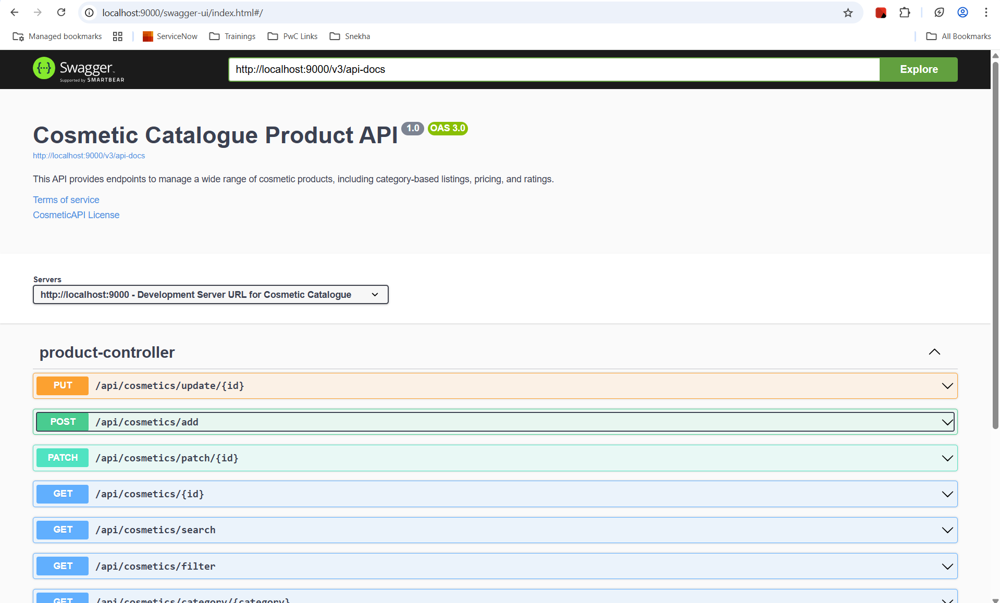 localhost:9000/swagger-ui/index.html#/
Managed bookmarks
ServiceNow
Trainings
PwC Links
Snekha
All Bookmarks
{...} Swagger™
Supported by SMARTBEAR
http://localhost:9000/v3/api-docs
Explore
Cosmetic Catalogue Product API 1.0 OAS 3.0
http://localhost:9000/v3/api-docs
This API provides endpoints to manage a wide range of cosmetic products, including category-based listings, pricing, and ratings.
Terms of service
CosmeticAPI License
Servers
http://localhost:9000 - Development Server URL for Cosmetic Catalogue
product-controller
PUT /api/cosmetics/update/{id}
POST /api/cosmetics/add
PATCH /api/cosmetics/patch/{id}
GET /api/cosmetics/{id}
GET /api/cosmetics/search
GET /api/cosmetics/filter
GET /api/cosmetics/category/{category}